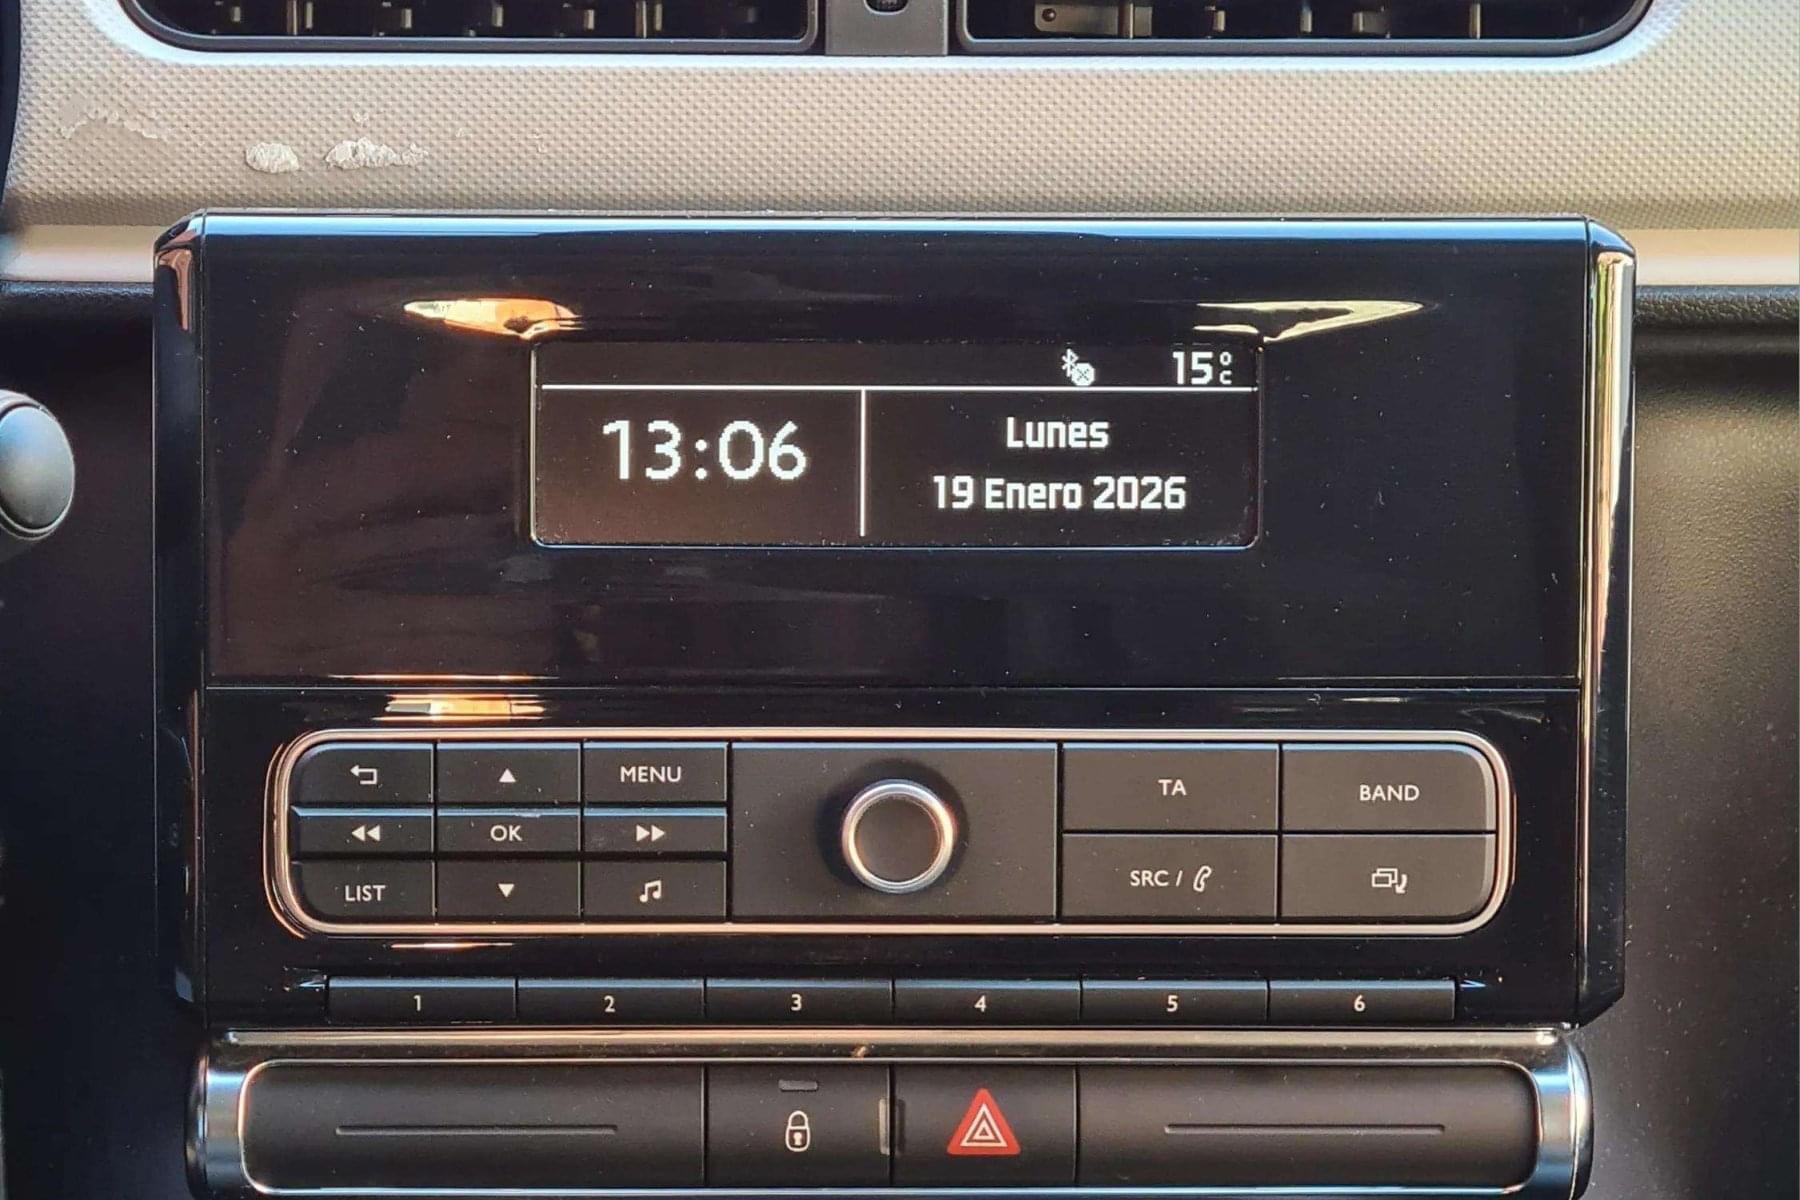 15°C
13:06
Lunes
19 Enero 2026
MENU
TA
BAND
OK
LIST
SRC /
1 2 3 4 5 6